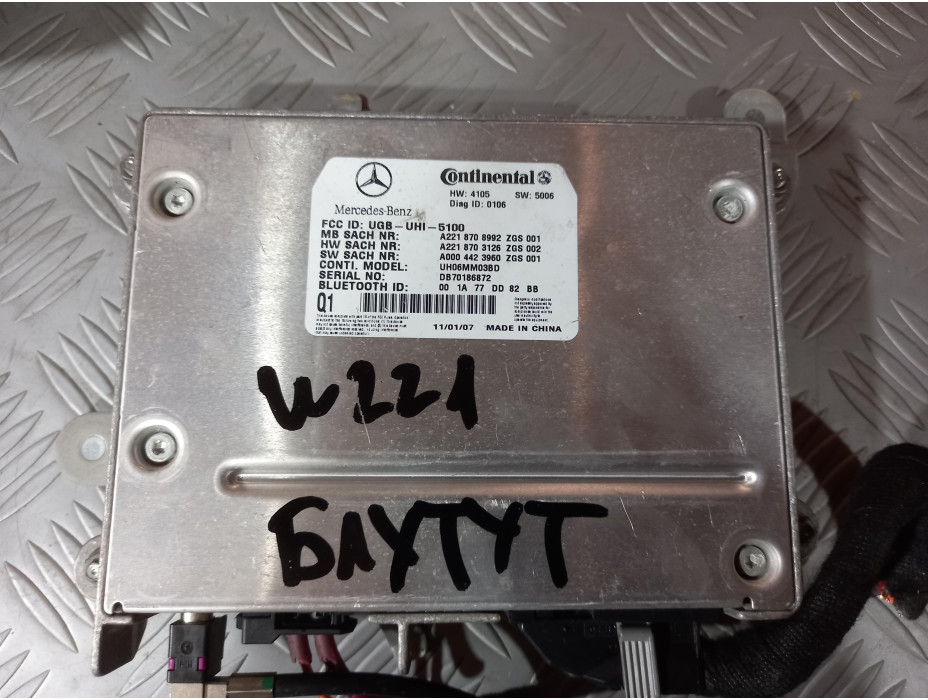 Continental
HW: 4105 SW: 5006
Diag ID: 0106
Mercedes-Benz
FCC ID: UGB-UHI-5100
MB SACH NR: A221 870 8992 ZGS 001
HW SACH NR: A221 870 3126 ZGS 002
SW SACH NR: A000 442 3960 ZGS 001
CONTI. MODEL: UH06MM03BD
SERIAL NO: DB70186872
BLUETOOTH ID: 00 1A 77 DD 82 BB
Q1
11/01/07 MADE IN CHINA
W221
БЛУТУТ